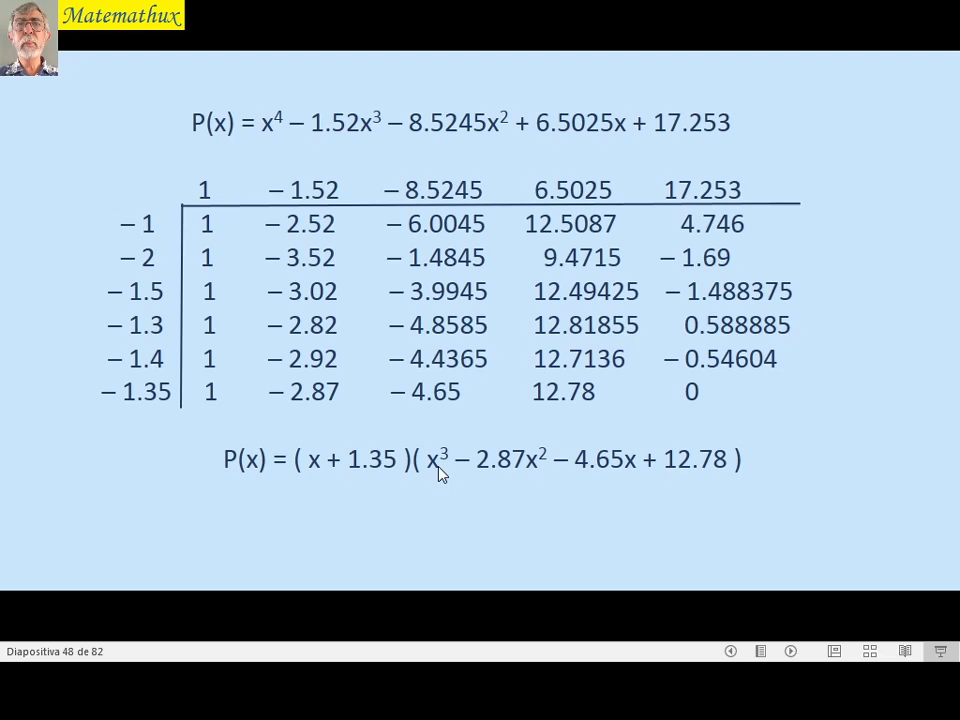 Matemathux
P(x) = x⁴ – 1.52x³ – 8.5245x² + 6.5025x + 17.253
1 – 1.52 – 8.5245 6.5025 17.253
– 1 1 – 2.52 – 6.0045 12.5087 4.746
– 2 1 – 3.52 – 1.4845 9.4715 – 1.69
– 1.5 1 – 3.02 – 3.9945 12.49425 – 1.488375
– 1.3 1 – 2.82 – 4.8585 12.81855 0.588885
– 1.4 1 – 2.92 – 4.4365 12.7136 – 0.54604
– 1.35 1 – 2.87 – 4.65 12.78 0
P(x) = ( x + 1.35 )( x³ – 2.87x² – 4.65x + 12.78 )
Diapositiva 48 de 82